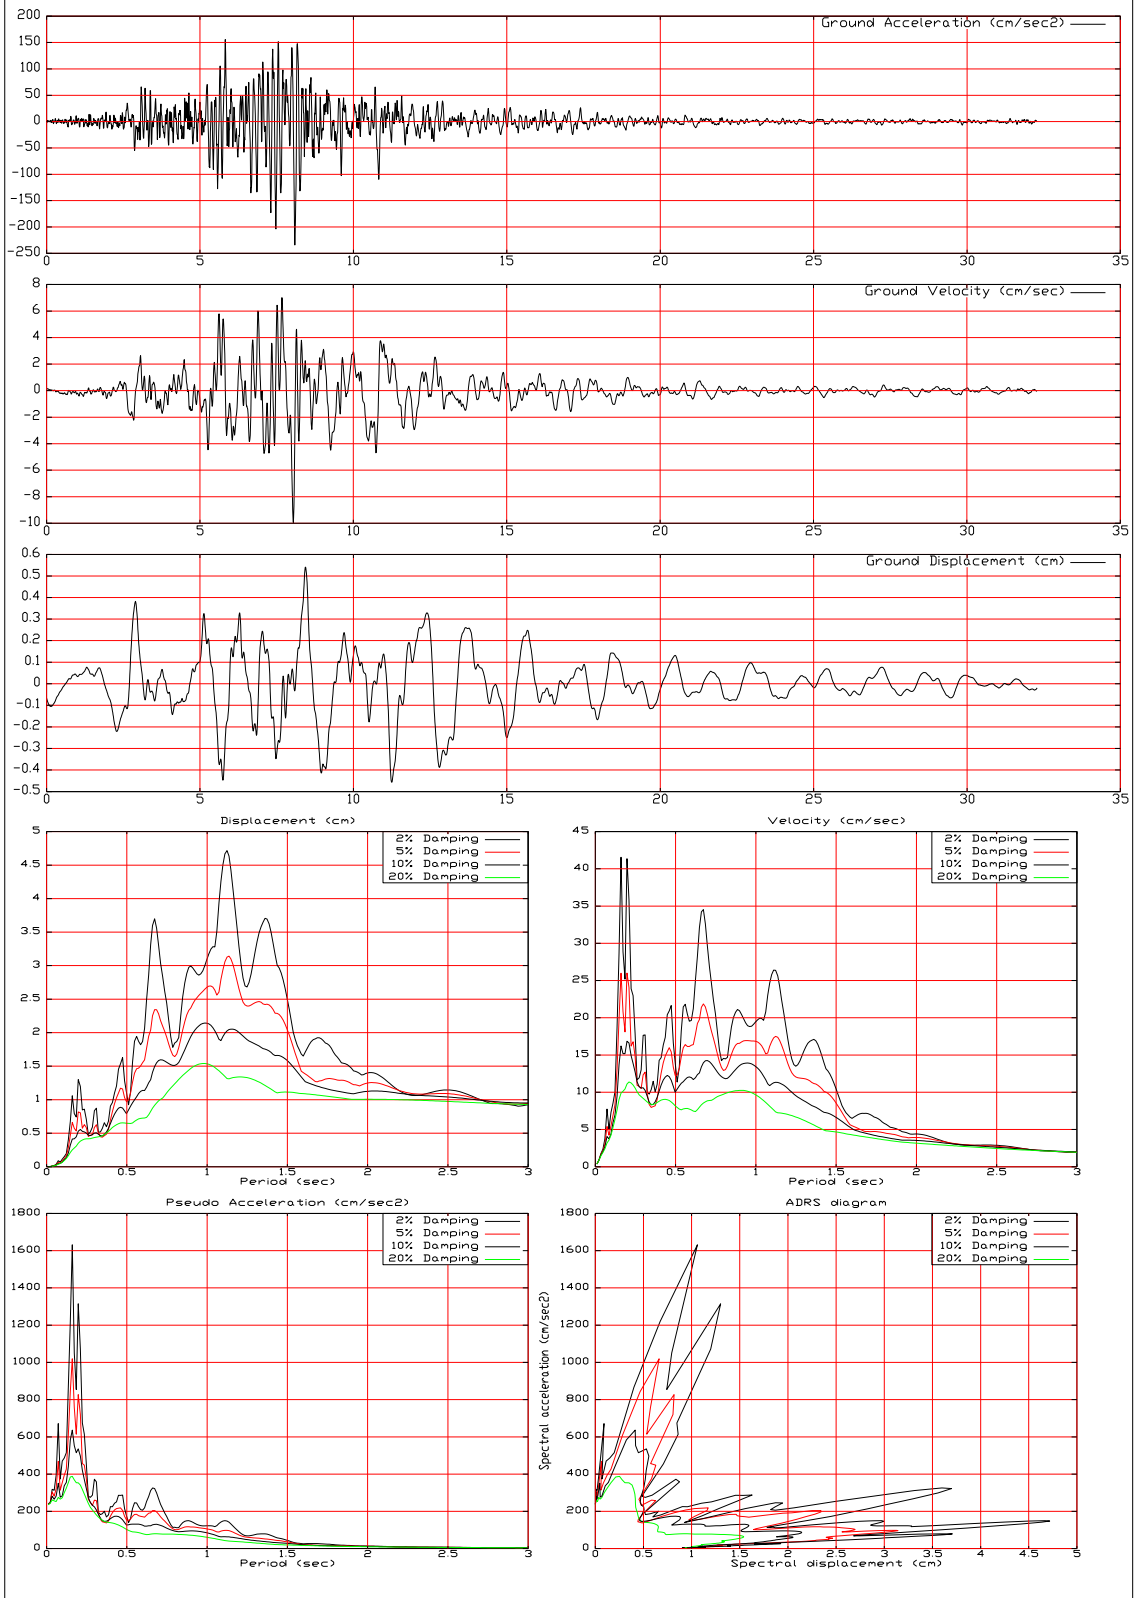 Ground Acceleration (cm/sec2)
200
150
100
50
0
-50
-100
-150
-200
-250
0 5 10 15 20 25 30 35
Ground Velocity (cm/sec)
8
6
4
2
0
-2
-4
-6
-8
-10
0 5 10 15 20 25 30 35
Ground Displacement (cm)
0.6
0.5
0.4
0.3
0.2
0.1
0
-0.1
-0.2
-0.3
-0.4
-0.5
0 5 10 15 20 25 30 35
Displacement (cm)
2% Damping
5% Damping
10% Damping
20% Damping
5
4.5
4
3.5
3
2.5
2
1.5
1
0.5
0
0 0.5 1 1.5 2 2.5 3
Period (sec)
Velocity (cm/sec)
2% Damping
5% Damping
10% Damping
20% Damping
45
40
35
30
25
20
15
10
5
0
0 0.5 1 1.5 2 2.5 3
Period (sec)
Pseudo Acceleration (cm/sec2)
2% Damping
5% Damping
10% Damping
20% Damping
1800
1600
1400
1200
1000
800
600
400
200
0
0 0.5 1 1.5 2 2.5 3
Period (sec)
ADRS diagram
2% Damping
5% Damping
10% Damping
20% Damping
Spectral acceleration (cm/sec2)
1800
1600
1400
1200
1000
800
600
400
200
0
0 0.5 1 1.5 2 2.5 3 3.5 4 4.5 5
Spectral displacement (cm)